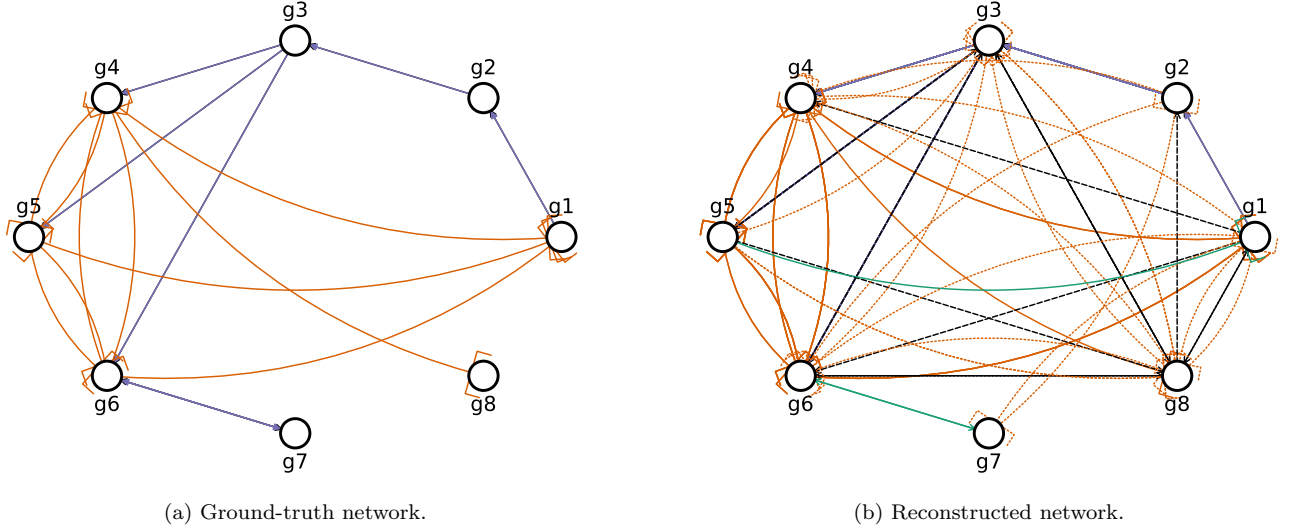 g3
g4
g2
g5
g1
g6
g8
g7
(a) Ground-truth network.
g3
g4
g2
g5
g1
g6
g8
g7
(b) Reconstructed network.